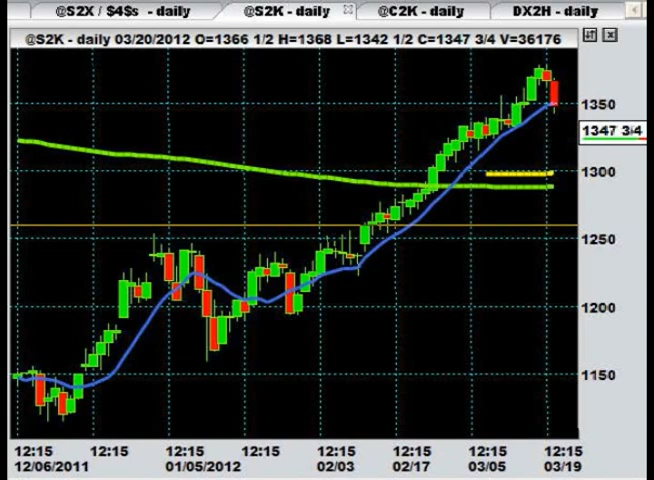 @S2X / $4$s - daily @S2K - daily @C2K - daily DX2H - daily
@S2K - daily 03/20/2012 O=1366 1/2 H=1368 L=1342 1/2 C=1347 3/4 V=36176
1350
1347 3/4
1300
1250
1200
1150
12:15 12:15 12:15 12:15 12:15 12:15 12:15 12:15
12/06/2011 01/05/2012 02/03 02/17 03/05 03/19